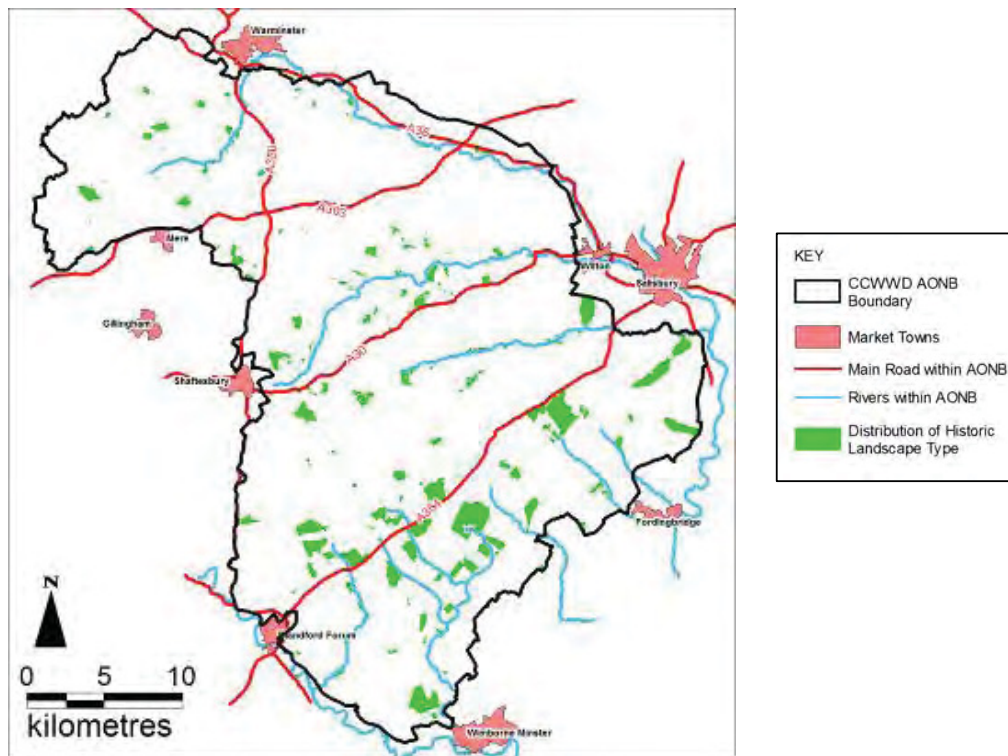 Warminster
A36
A350
A303
Mere
Wilton
Salisbury
Gillingham
A30
Shaftesbury
A354
Fordingbridge
Blandford Forum
Wimborne Minster
N
0 5 10
kilometres
KEY
CCWWD AONB
Boundary
Market Towns
Main Road within AONB
Rivers within AONB
Distribution of Historic
Landscape Type